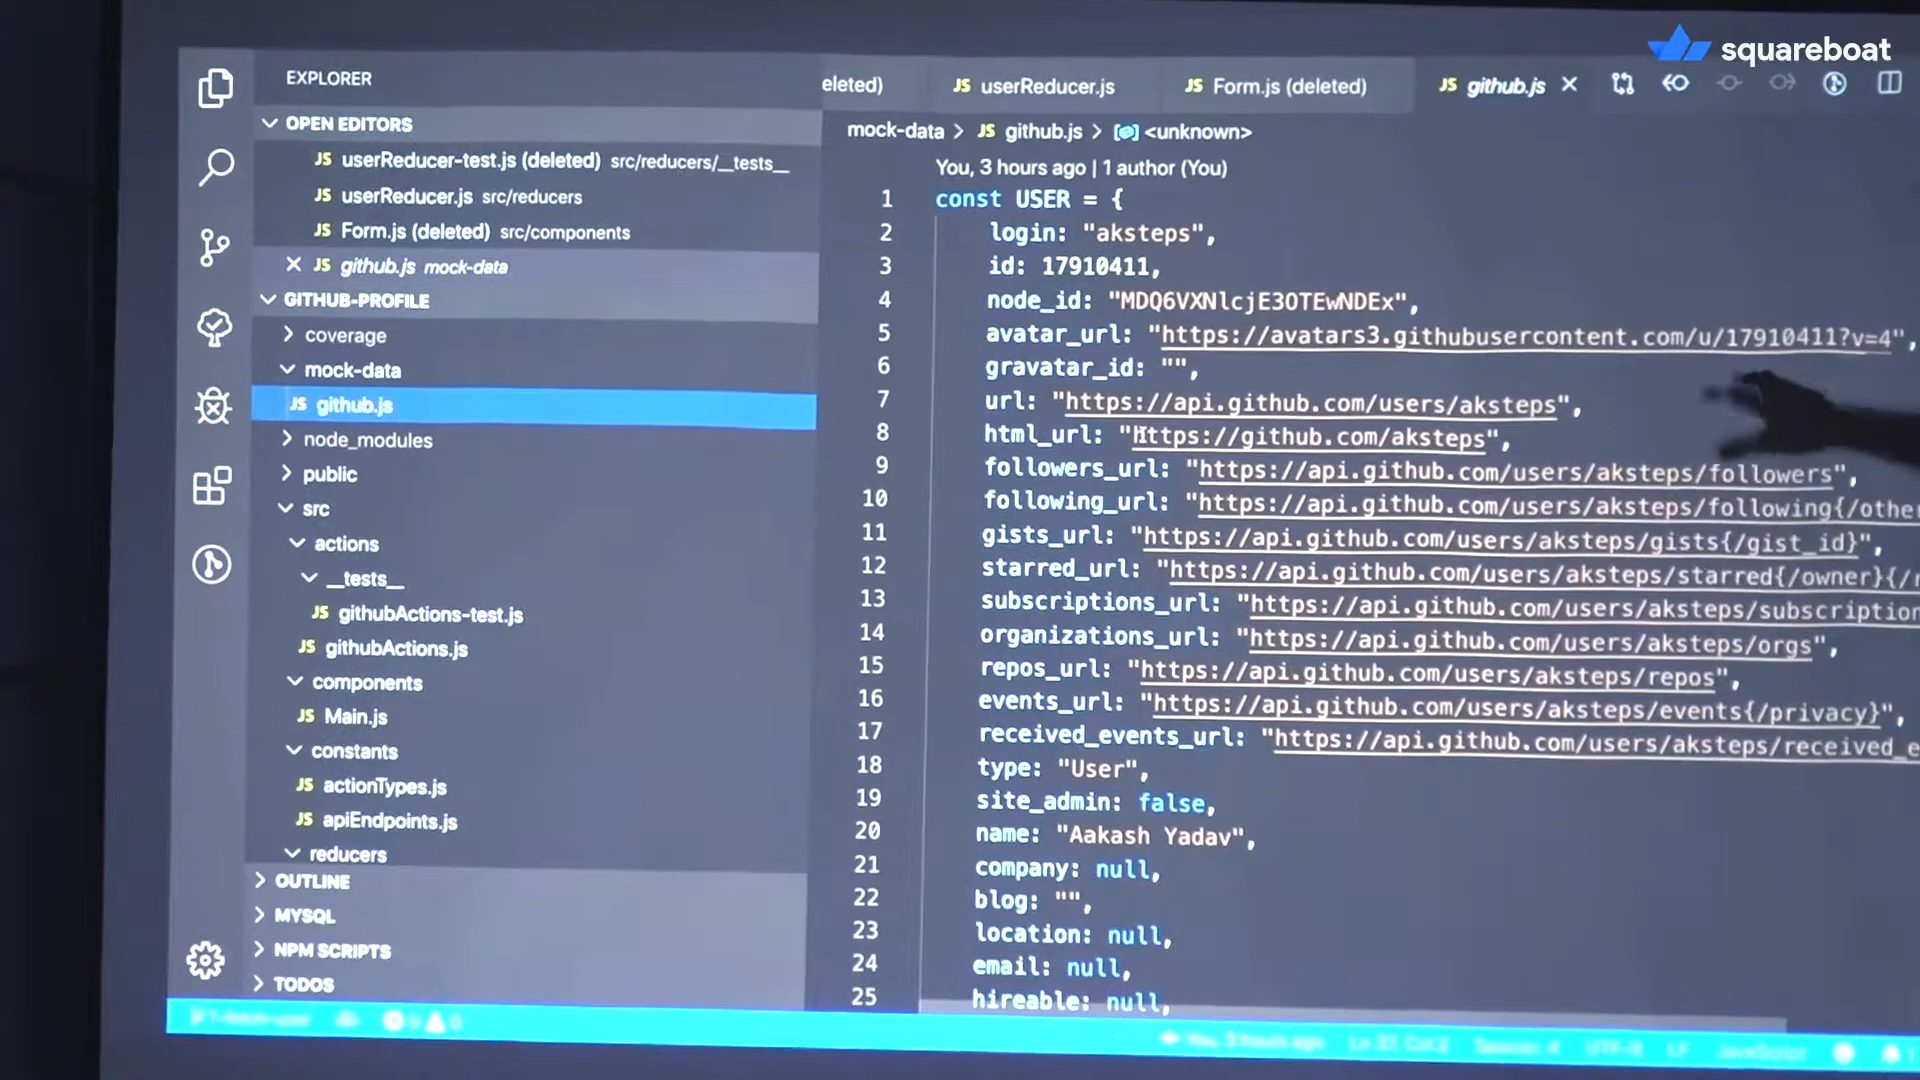 squareboat
EXPLORER
OPEN EDITORS
JS userReducer-test.js (deleted) src/reducers/__tests__
JS userReducer.js src/reducers
JS Form.js (deleted) src/components
JS github.js mock-data
GITHUB-PROFILE
coverage
mock-data
JS github.js
node_modules
public
src
actions
__tests__
JS githubActions-test.js
JS githubActions.js
components
JS Main.js
constants
JS actionTypes.js
JS apiEndpoints.js
reducers
OUTLINE
MYSQL
NPM SCRIPTS
TODOS
eleted) JS userReducer.js JS Form.js (deleted) JS github.js
mock-data > JS github.js > <unknown>
You, 3 hours ago | 1 author (You)
1 const USER = {
2 login: "aksteps",
3 id: 17910411,
4 node_id: "MDQ6VXNlcjE3OTEwNDEx",
5 avatar_url: "https://avatars3.githubusercontent.com/u/17910411?v=4",
6 gravatar_id: "",
7 url: "https://api.github.com/users/aksteps",
8 html_url: "https://github.com/aksteps",
9 followers_url: "https://api.github.com/users/aksteps/followers",
10 following_url: "https://api.github.com/users/aksteps/following{/other
11 gists_url: "https://api.github.com/users/aksteps/gists{/gist_id}",
12 starred_url: "https://api.github.com/users/aksteps/starred{/owner}{/r
13 subscriptions_url: "https://api.github.com/users/aksteps/subscription
14 organizations_url: "https://api.github.com/users/aksteps/orgs",
15 repos_url: "https://api.github.com/users/aksteps/repos",
16 events_url: "https://api.github.com/users/aksteps/events{/privacy}",
17 received_events_url: "https://api.github.com/users/aksteps/received_e
18 type: "User",
19 site_admin: false,
20 name: "Aakash Yadav",
21 company: null,
22 blog: "",
23 location: null,
24 email: null,
25 hireable: null,
You, 3 hours ago Spaces: 4 UTF-8 LF JavaScript